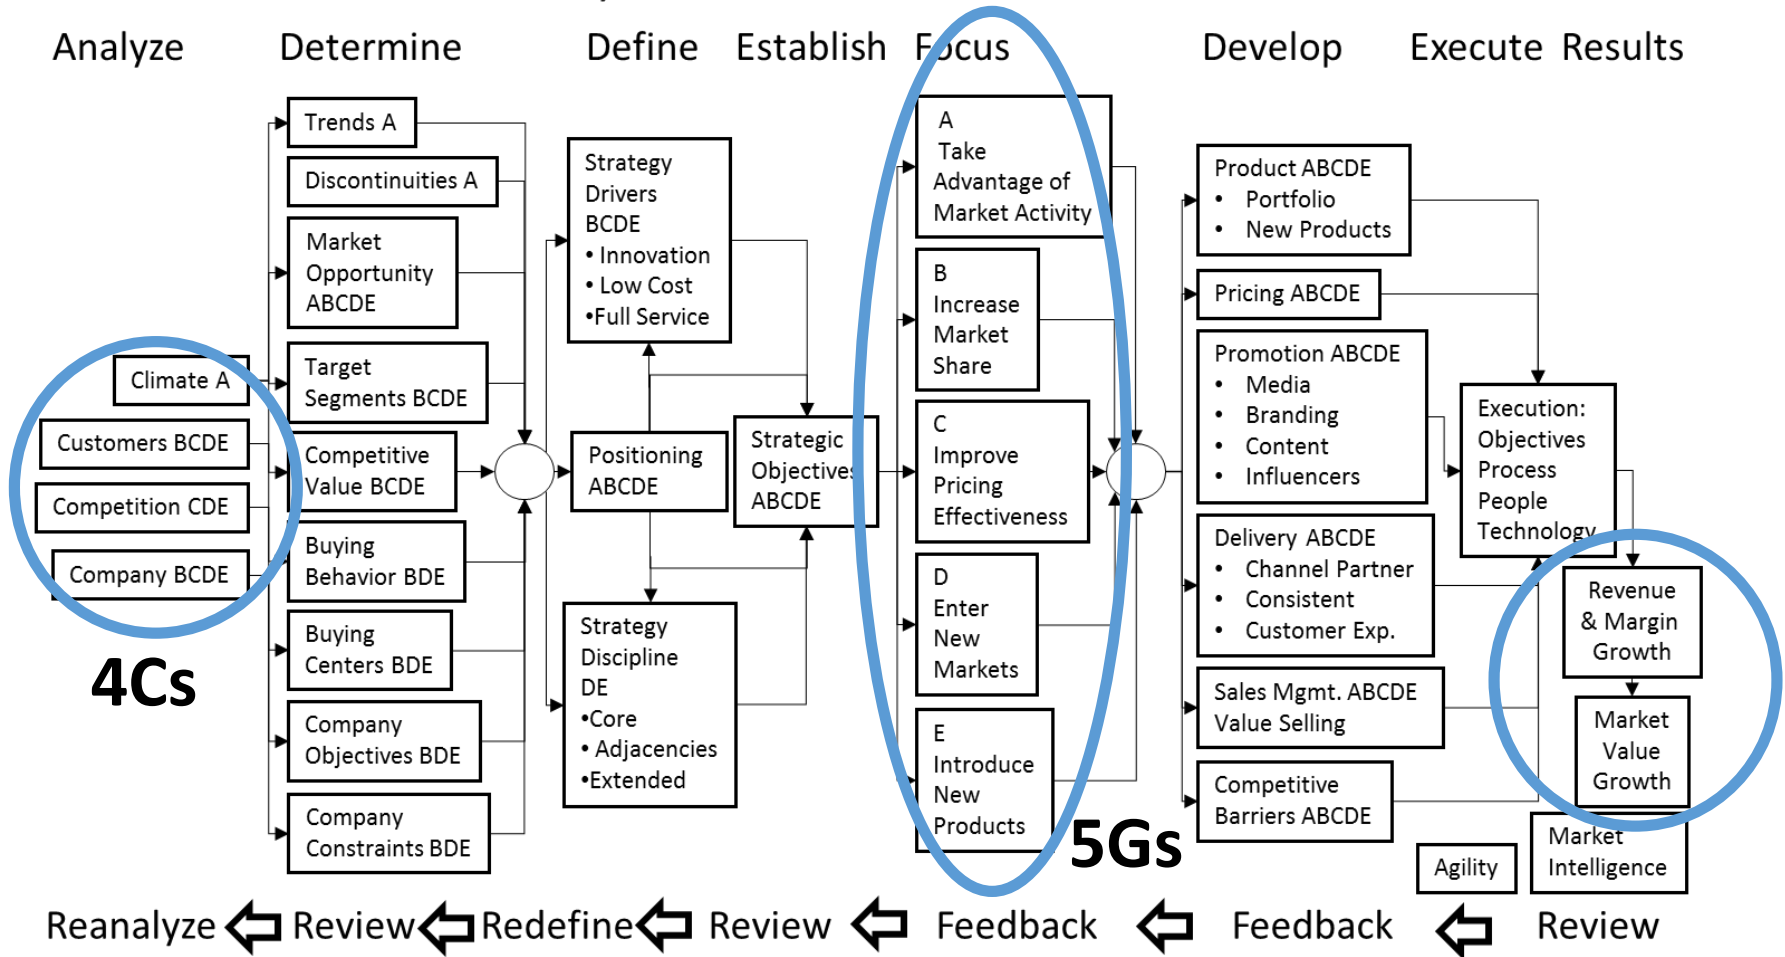 Analyze
Determine
Define
Establish
Focus
Develop
Execute
Results
Climate A
Customers BCDE
Competition CDE
Company BCDE
4Cs
Trends A
Discontinuities A
Market
Opportunity
ABCDE
Target
Segments BCDE
Competitive
Value BCDE
Buying
Behavior BDE
Buying
Centers BDE
Company
Objectives BDE
Company
Constraints BDE
Strategy
Drivers
BCDE
• Innovation
• Low Cost
•Full Service
Positioning
ABCDE
Strategy
Discipline
DE
•Core
• Adjacencies
•Extended
Strategic
Objectives
ABCDE
A
Take
Advantage of
Market Activity
B
Increase
Market
Share
C
Improve
Pricing
Effectiveness
D
Enter
New
Markets
E
Introduce
New
Products
5Gs
Product ABCDE
• Portfolio
• New Products
Pricing ABCDE
Promotion ABCDE
• Media
• Branding
• Content
• Influencers
Delivery ABCDE
• Channel Partner
• Consistent
• Customer Exp.
Sales Mgmt. ABCDE
Value Selling
Competitive
Barriers ABCDE
Execution:
Objectives
Process
People
Technology
Revenue
& Margin
Growth
Market
Value
Growth
Market
Intelligence
Agility
Reanalyze
Review
Redefine
Review
Feedback
Feedback
Review